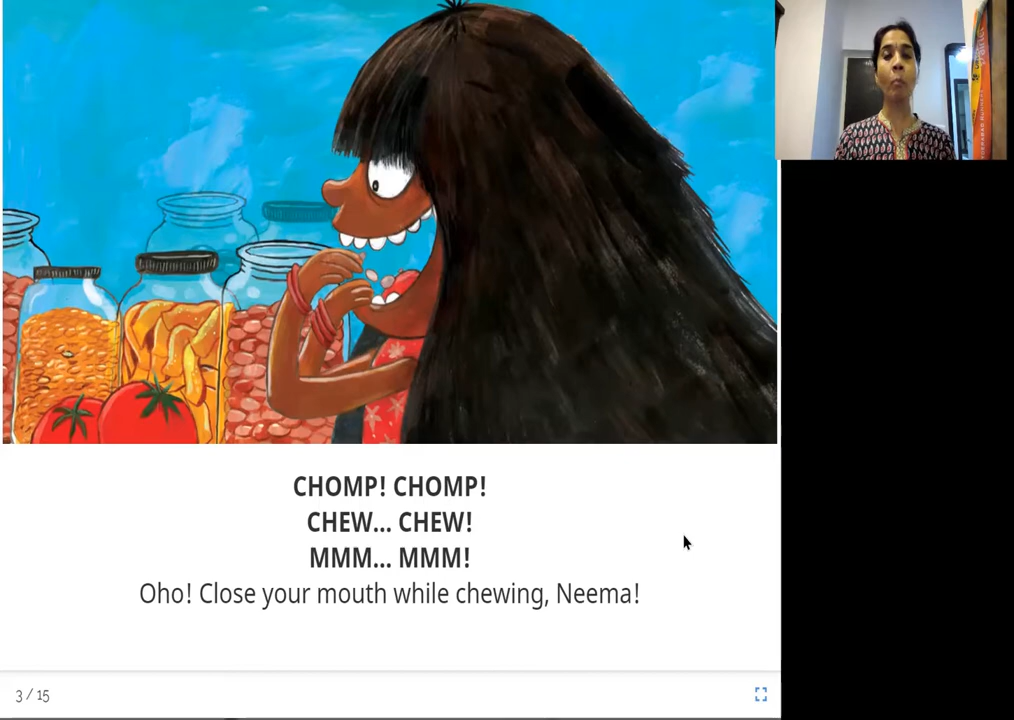 CHOMP! CHOMP!
CHEW... CHEW!
MMM... MMM!
Oho! Close your mouth while chewing, Neema!
3 / 15